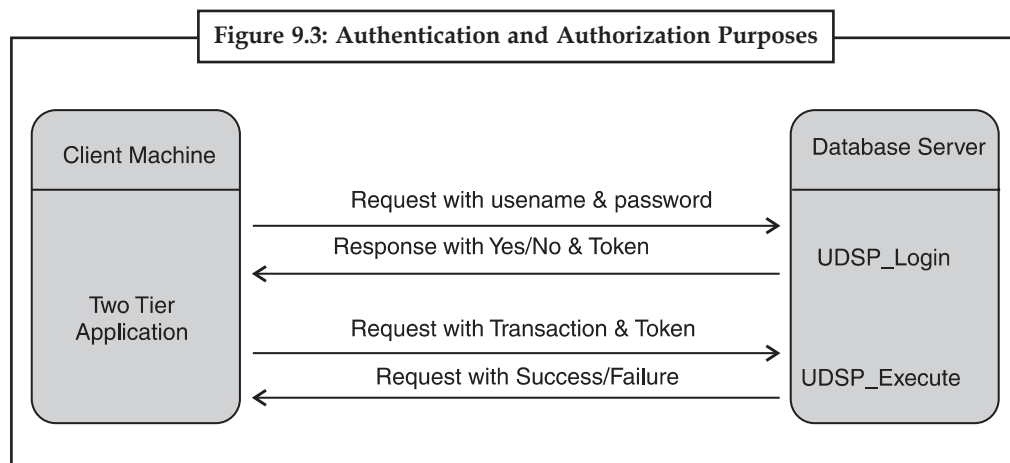 Figure 9.3: Authentication and Authorization Purposes
Client Machine
Database Server
Request with usename & password
Response with Yes/No & Token
UDSP_Login
Two Tier
Application
Request with Transaction & Token
Request with Success/Failure
UDSP_Execute